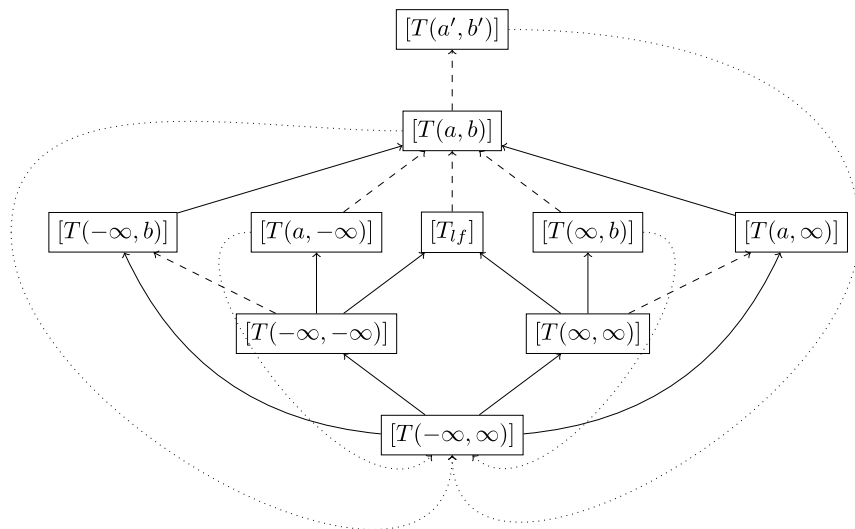 [T(a′, b′)]
[T(a, b)]
[T(−∞, b)] [T(a, −∞)] [T_{lf}] [T(∞, b)] [T(a, ∞)]
[T(−∞, −∞)] [T(∞, ∞)]
[T(−∞, ∞)]